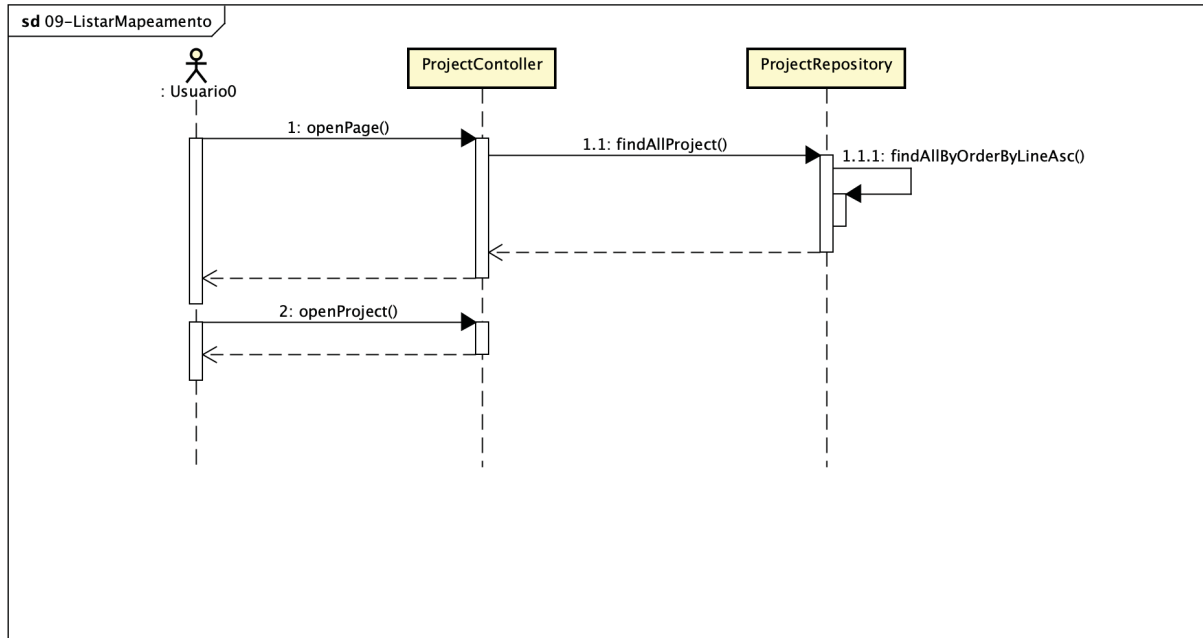 sd 09-ListarMapeamento
: Usuario0
ProjectContoller
ProjectRepository
1: openPage()
1.1: findAllProject()
1.1.1: findAllByOrderByLineAsc()
2: openProject()